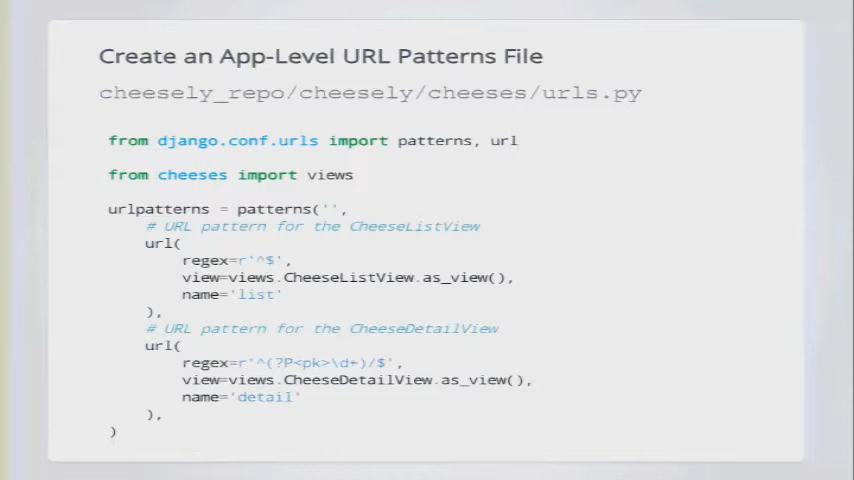 Create an App-Level URL Patterns File
cheesely_repo/cheesely/cheeses/urls.py
from django.conf.urls import patterns, url
from cheeses import views
urlpatterns = patterns('',
# URL pattern for the CheeseListView
url(
regex=r'^$',
view=views.CheeseListView.as_view(),
name='list'
),
# URL pattern for the CheeseDetailView
url(
regex=r'^(?P<pk>\d+)/$',
view=views.CheeseDetailView.as_view(),
name='detail'
),
)